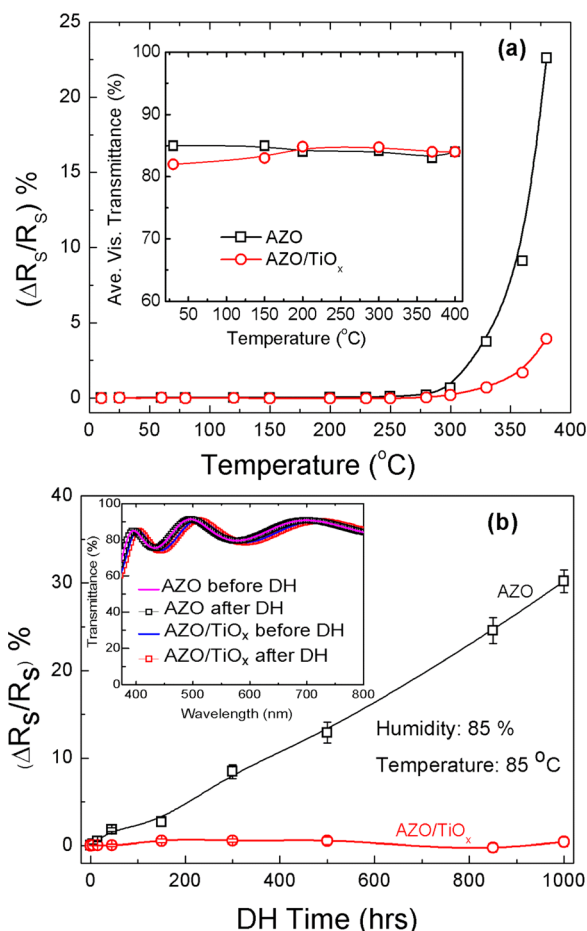 (a)
25
20
15
10
5
0
(ΔR_S/R_S) %
0 50 100 150 200 250 300 350 400
Temperature (°C)
100
90
80
70
60
Ave. Vis. Transmittance (%)
AZO
AZO/TiOₓ
50 100 150 200 250 300 350 400
Temperature (°C)
(b)
40
30
20
10
0
(ΔR_S/R_S) %
0 200 400 600 800 1000
DH Time (hrs)
AZO
Humidity: 85 %
Temperature: 85 °C
AZO/TiOₓ
100
80
60
40
20
0
Transmittance (%)
AZO before DH
AZO after DH
AZO/TiOₓ before DH
AZO/TiOₓ after DH
400 500 600 700 800
Wavelength (nm)